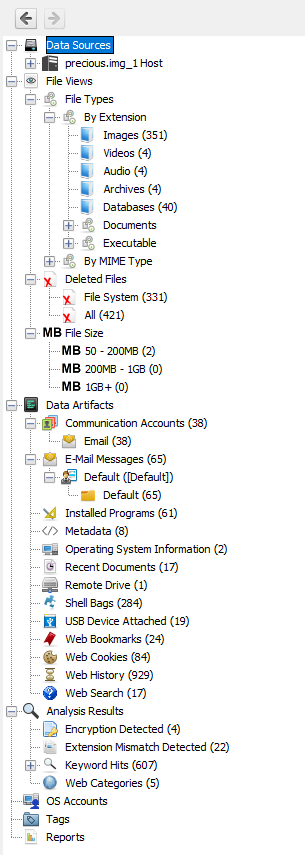 Data Sources
precious.img_1 Host
File Views
File Types
By Extension
Images (351)
Videos (4)
Audio (4)
Archives (4)
Databases (40)
Documents
Executable
By MIME Type
Deleted Files
File System (331)
All (421)
MB File Size
MB 50 - 200MB (2)
MB 200MB - 1GB (0)
MB 1GB+ (0)
Data Artifacts
Communication Accounts (38)
Email (38)
E-Mail Messages (65)
Default ([Default])
Default (65)
Installed Programs (61)
Metadata (8)
Operating System Information (2)
Recent Documents (17)
Remote Drive (1)
Shell Bags (284)
USB Device Attached (19)
Web Bookmarks (24)
Web Cookies (84)
Web History (929)
Web Search (17)
Analysis Results
Encryption Detected (4)
Extension Mismatch Detected (22)
Keyword Hits (607)
Web Categories (5)
OS Accounts
Tags
Reports